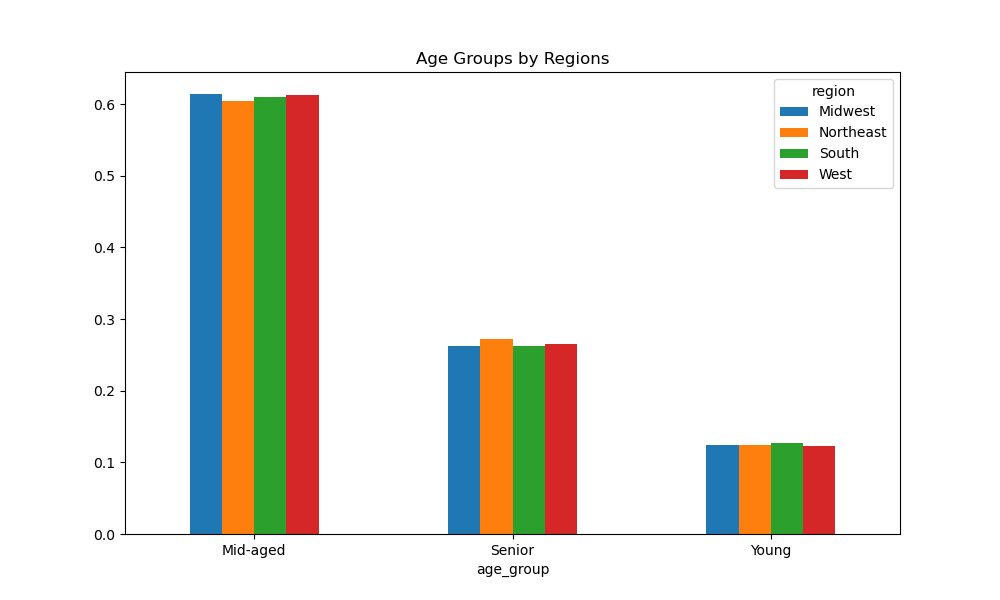 Age Groups by Regions
region
Midwest
Northeast
South
West
0.6
0.5
0.4
0.3
0.2
0.1
0.0
Mid-aged Senior Young
age_group